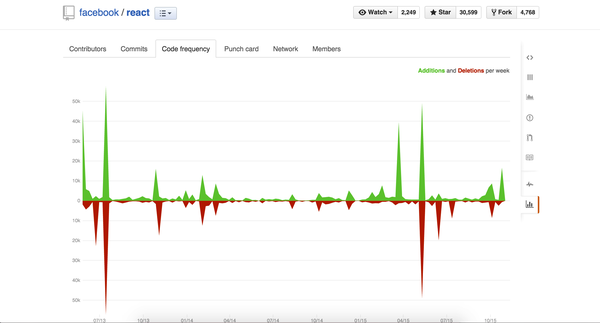 facebook / react
Watch 2,249 Star 30,599 Fork 4,768
Contributors Commits Code frequency Punch card Network Members
Additions and Deletions per week
50k
40k
30k
20k
10k
0
10k
20k
30k
40k
50k
07/13 10/13 01/14 04/14 07/14 10/14 01/15 04/15 07/15 10/15